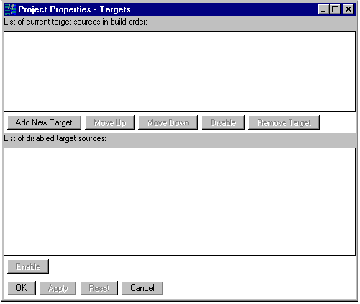 Project Properties - Targets
List of current target sources in build order:
Add New Target Move Up Move Down Disable Remove Target
List of disabled target sources:
Enable
OK Apply Reset Cancel